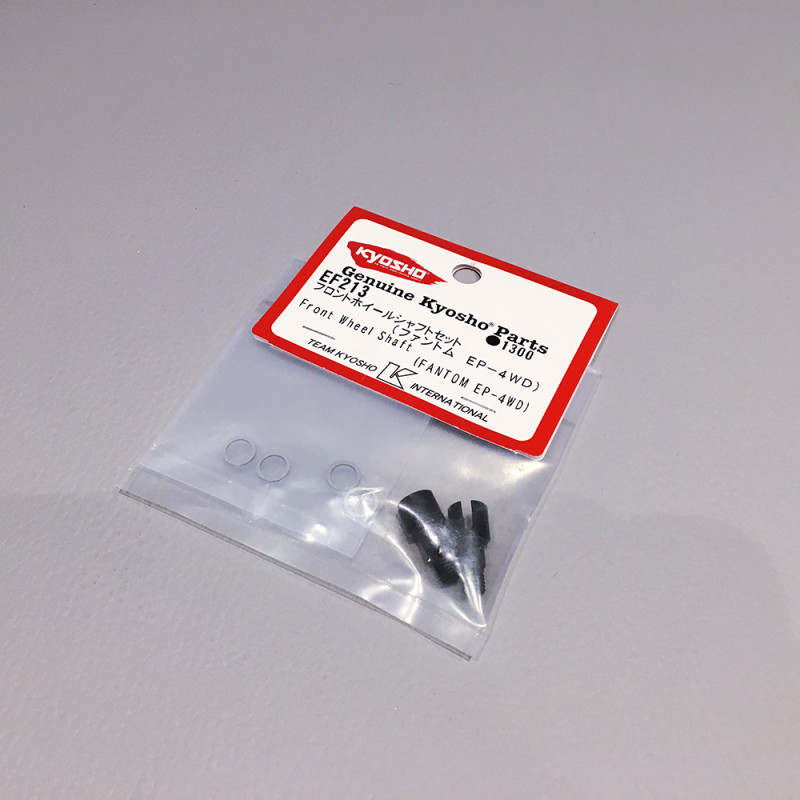 KYOSHO
Genuine Kyosho® Parts
EF213 ●1300
フロントホイールシャフトセット
(ファントム EP-4WD)
Front Wheel Shaft
(FANTOM EP-4WD)
TEAM KYOSHO K INTERNATIONAL